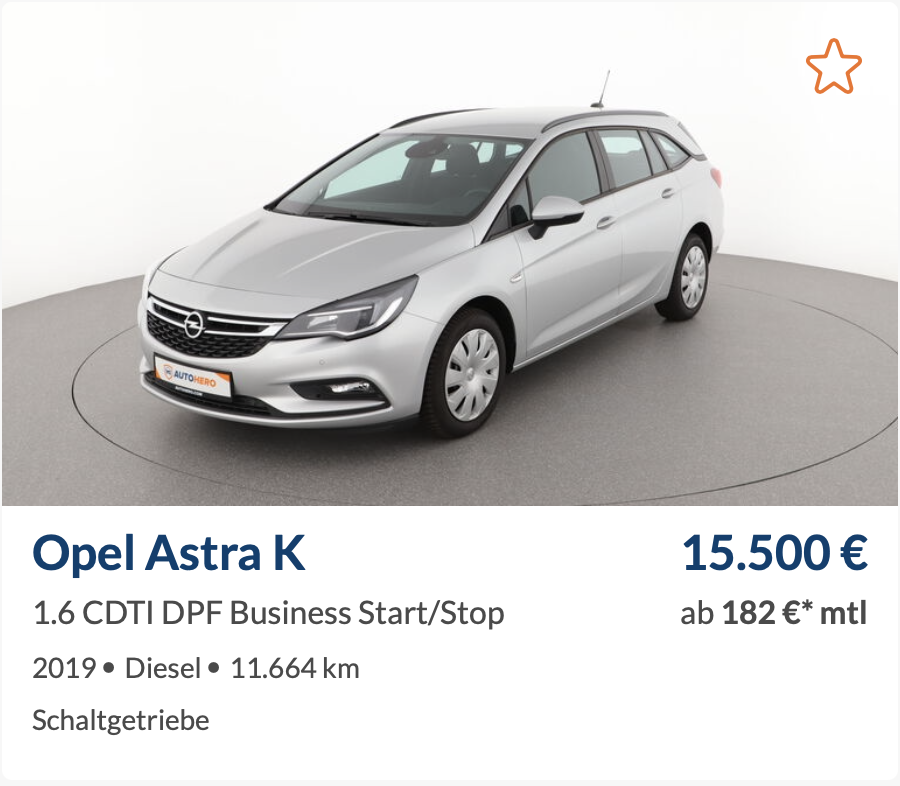 AUTOHERO
Opel Astra K
15.500 €
1.6 CDTI DPF Business Start/Stop
ab 182 €* mtl
2019 • Diesel • 11.664 km
Schaltgetriebe